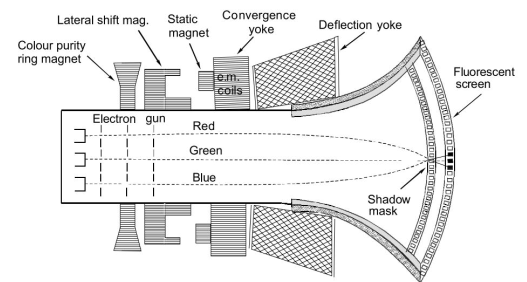 Lateral shift mag.
Static
magnet
Convergence
yoke
Deflection yoke
Colour purity
ring magnet
e.m.
coils
Fluorescent
screen
Electron gun
Red
Green
Blue
Shadow
mask